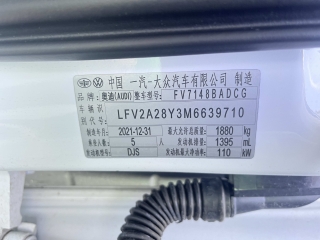 中国 一汽-大众汽车有限公司 制造
品牌: 奥迪(AUDI) 整车型号: FV7148BADCG
车辆识别代号: LFV2A28Y3M6639710
制造年月 2021-12-31 最大允许总质量 1880 kg
乘坐人数 5 人 发动机排量 1395 mL
发动机型号 DJS 发动机最大净功率 110 kW